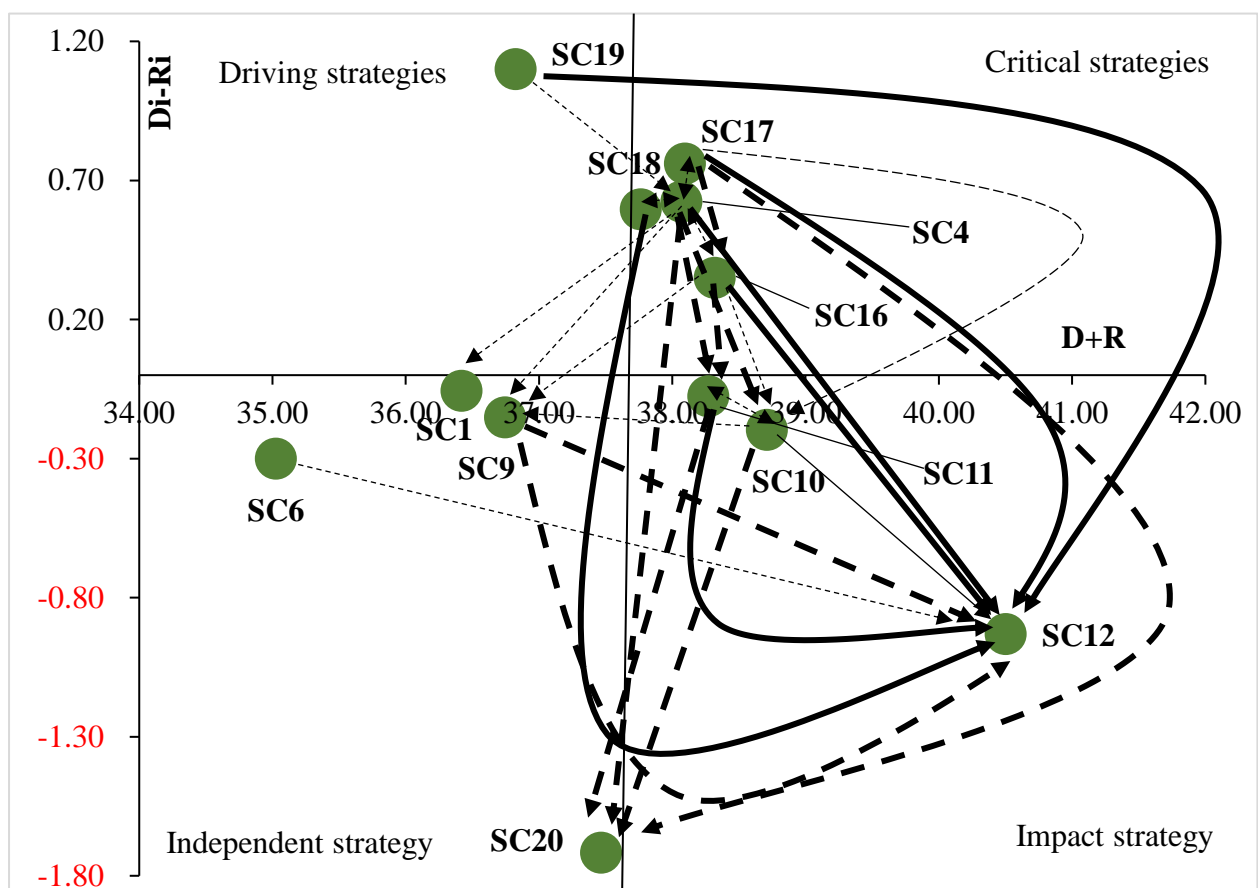 1.20
Di-Ri
Driving strategies
SC19
Critical strategies
SC17
SC18
0.70
SC4
SC16
0.20
D+R
34.00 35.00 36.00 37.00 38.00 39.00 40.00 41.00 42.00
SC1
SC9
SC10
SC11
-0.30
SC6
-0.80
SC12
-1.30
Independent strategy
SC20
Impact strategy
-1.80